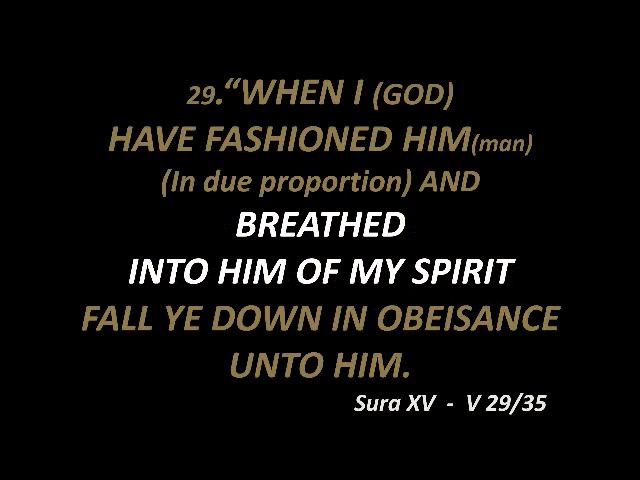 29.“WHEN I (GOD)
HAVE FASHIONED HIM(man)
(In due proportion) AND
BREATHED
INTO HIM OF MY SPIRIT
FALL YE DOWN IN OBEISANCE
UNTO HIM.
Sura XV - V 29/35